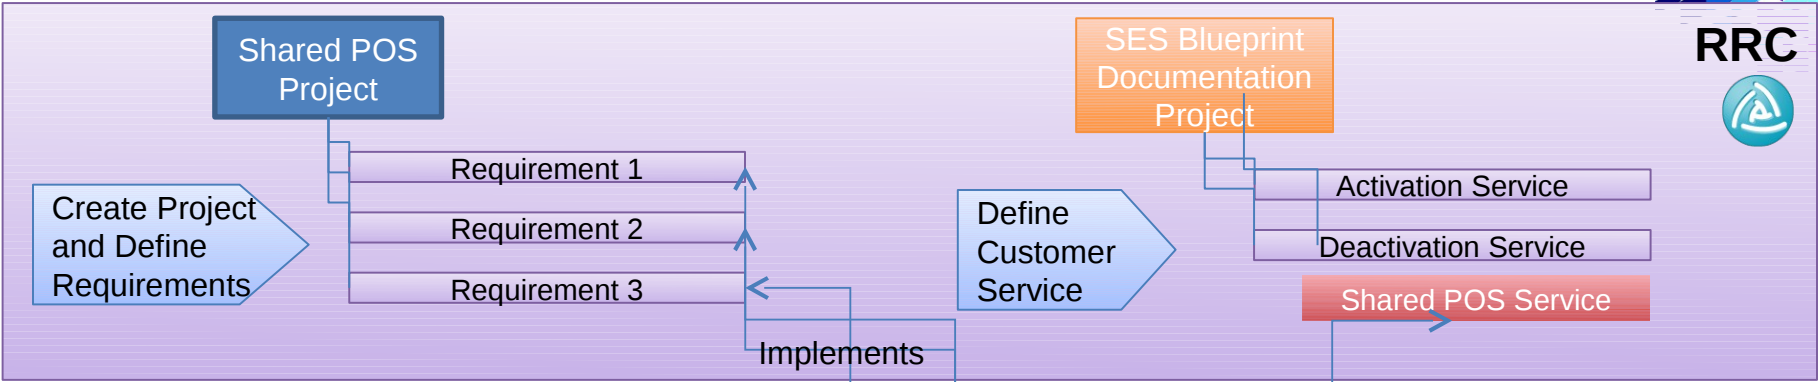 Shared POS
Project
Requirement 1
Requirement 2
Requirement 3
Create Project
and Define
Requirements
Implements
SES Blueprint
Documentation
Project
Define
Customer
Service
Activation Service
Deactivation Service
Shared POS Service
RRC